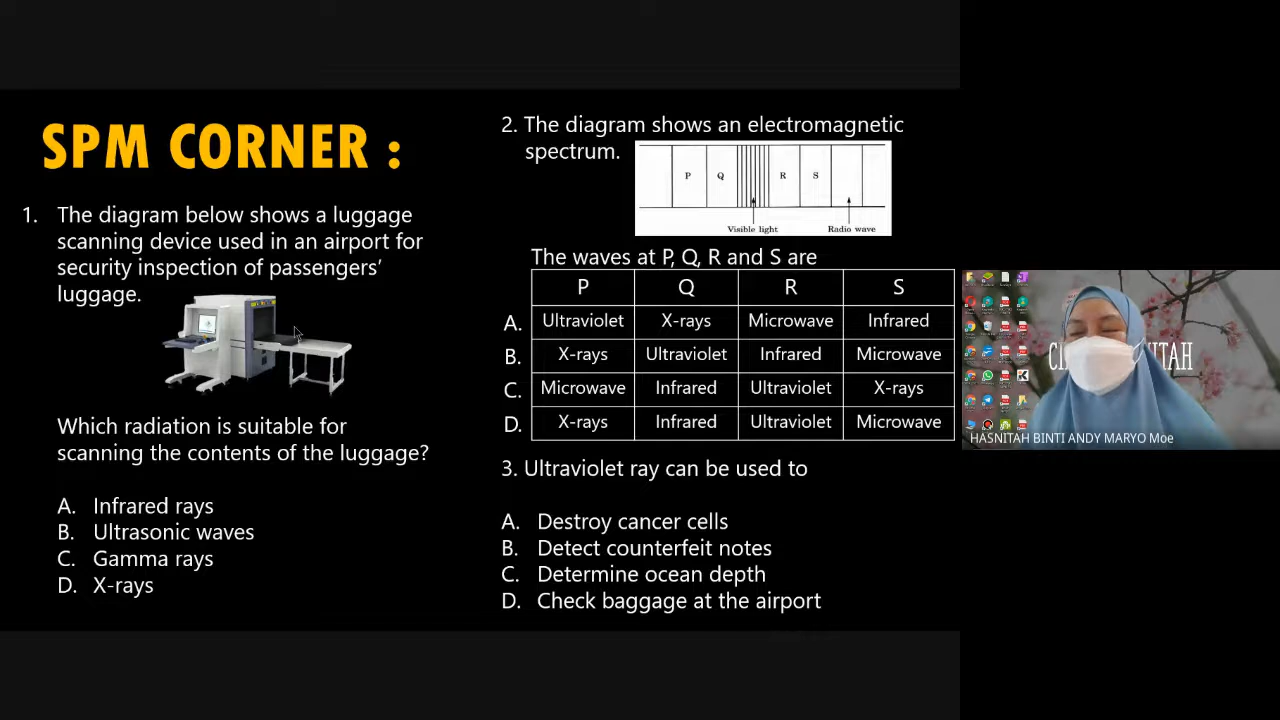 SPM CORNER :
1. The diagram below shows a luggage
scanning device used in an airport for
security inspection of passengers'
luggage.
Which radiation is suitable for
scanning the contents of the luggage?
A. Infrared rays
B. Ultrasonic waves
C. Gamma rays
D. X-rays
2. The diagram shows an electromagnetic
spectrum.
P Q R S
Visible light Radio wave
The waves at P, Q, R and S are
P Q R S
A. Ultraviolet X-rays Microwave Infrared
B. X-rays Ultraviolet Infrared Microwave
C. Microwave Infrared Ultraviolet X-rays
D. X-rays Infrared Ultraviolet Microwave
3. Ultraviolet ray can be used to
A. Destroy cancer cells
B. Detect counterfeit notes
C. Determine ocean depth
D. Check baggage at the airport
HASNITAH BINTI ANDY MARYO Moe